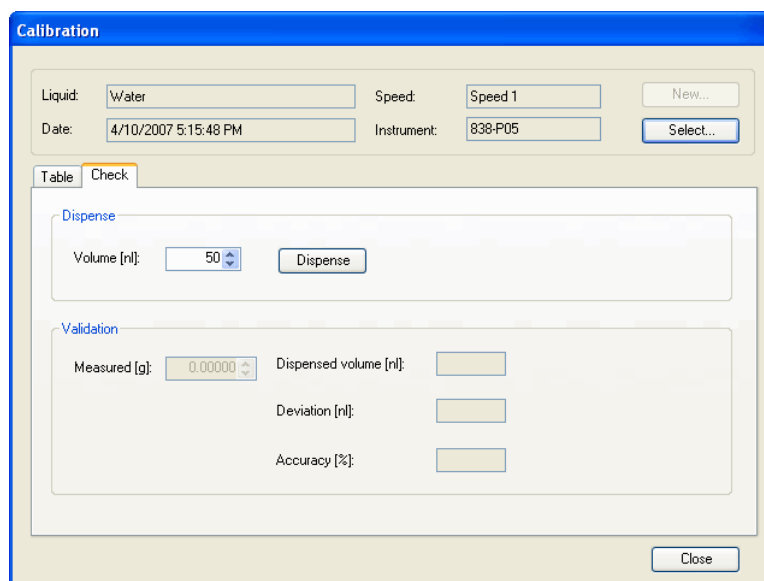 Calibration
Liquid: Water Speed: Speed 1 New...
Date: 4/10/2007 5:15:48 PM Instrument: 838-P05 Select...
Table Check
Dispense
Volume [nl]: 50 Dispense
Validation
Measured [g]: 0.00000 Dispensed volume [nl]:
Deviation [nl]:
Accuracy [%]:
Close